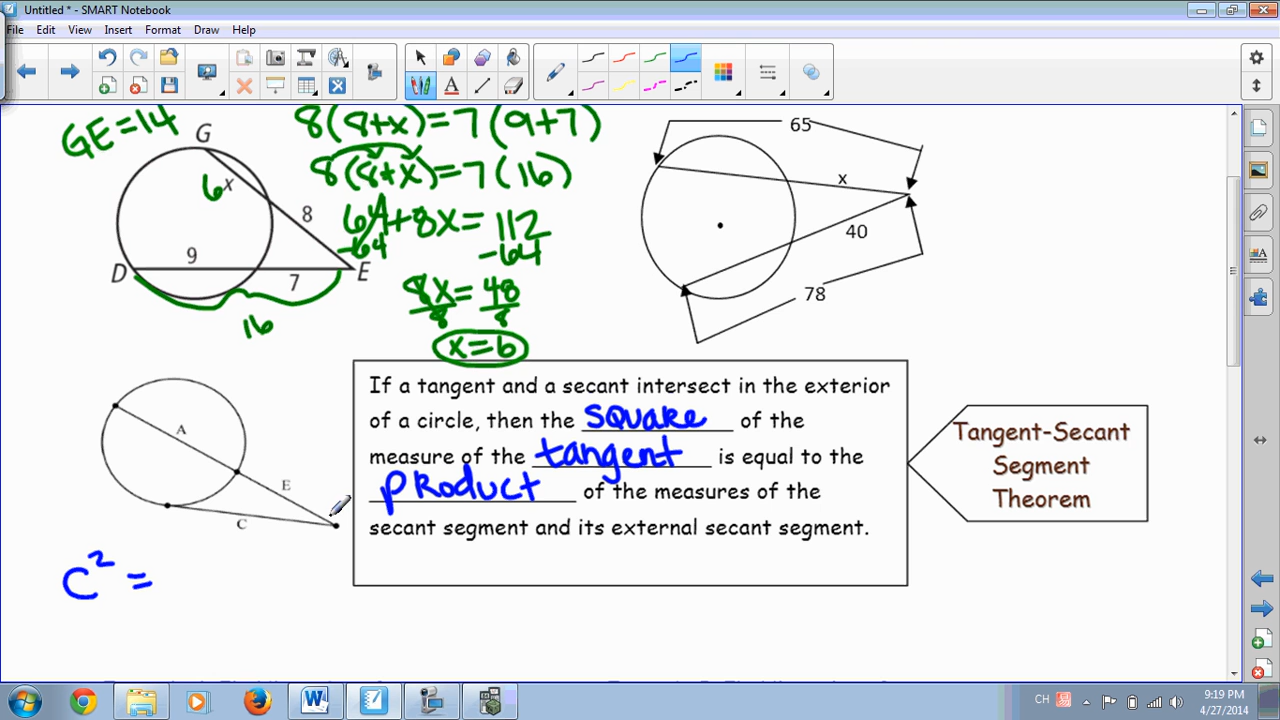 Untitled * - SMART Notebook
File Edit View Insert Format Draw Help
GE=14
G
6
x
8
9
D
7
E
16
8(8+x)=7(9+7)
8(8+x)=7(16)
64+8x=112
-64 -64
8x=48
8 8
x=6
65
x
40
78
A
E
C
C²=
If a tangent and a secant intersect in the exterior
of a circle, then the square of the
measure of the tangent is equal to the
product of the measures of the
secant segment and its external secant segment.
Tangent-Secant
Segment
Theorem
CH
9:19 PM
4/27/2014